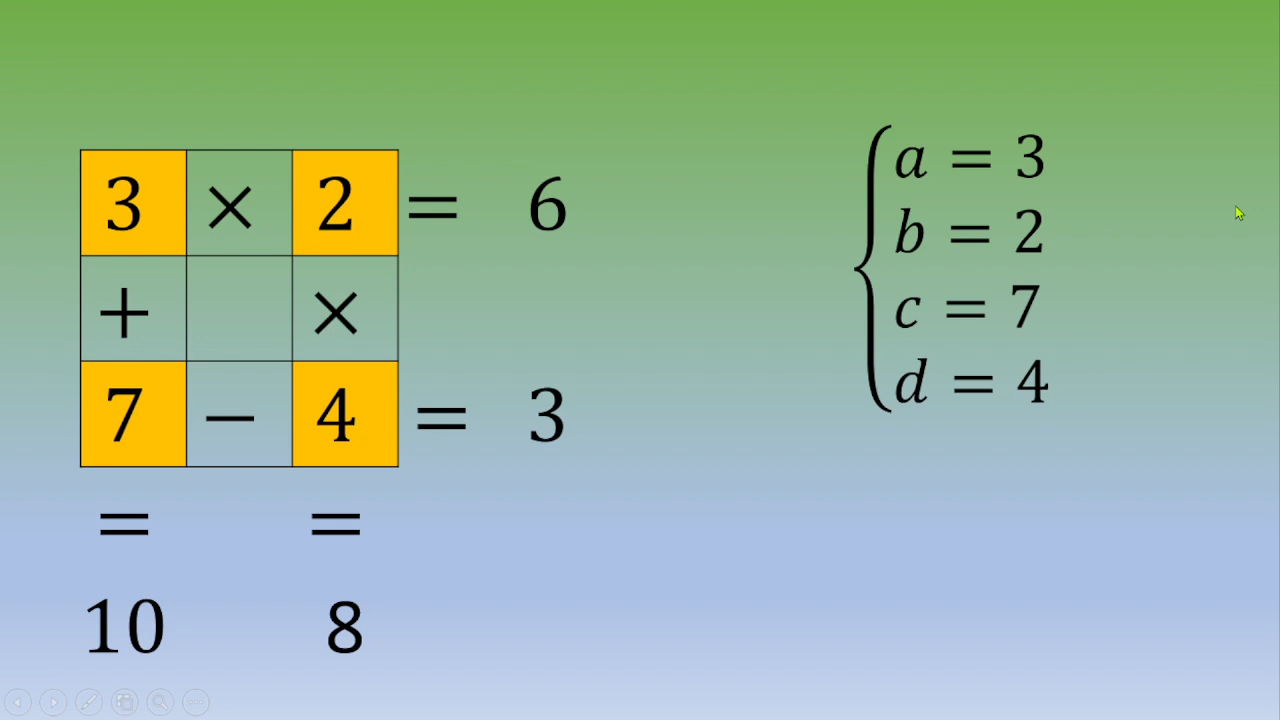 3 × 2 = 6
+ ×
7 − 4 = 3
= =
10 8
a = 3
b = 2
c = 7
d = 4